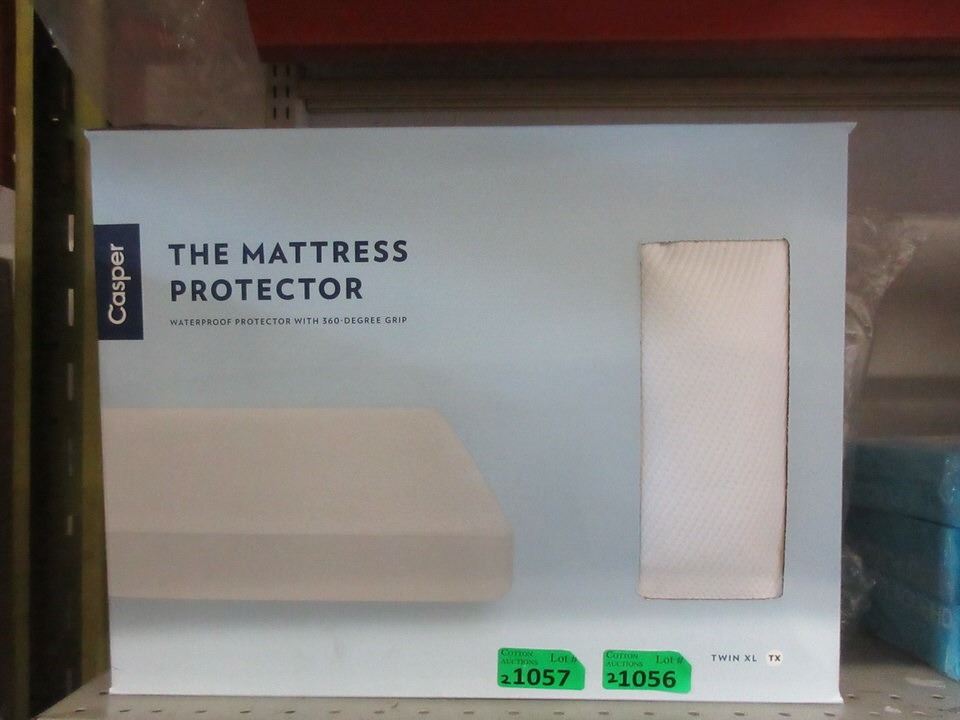 Casper
THE MATTRESS
PROTECTOR
WATERPROOF PROTECTOR WITH 360-DEGREE GRIP
COTTON
AUCTIONS
Lot #
21057
COTTON
AUCTIONS
Lot #
21056
TWIN XL TX